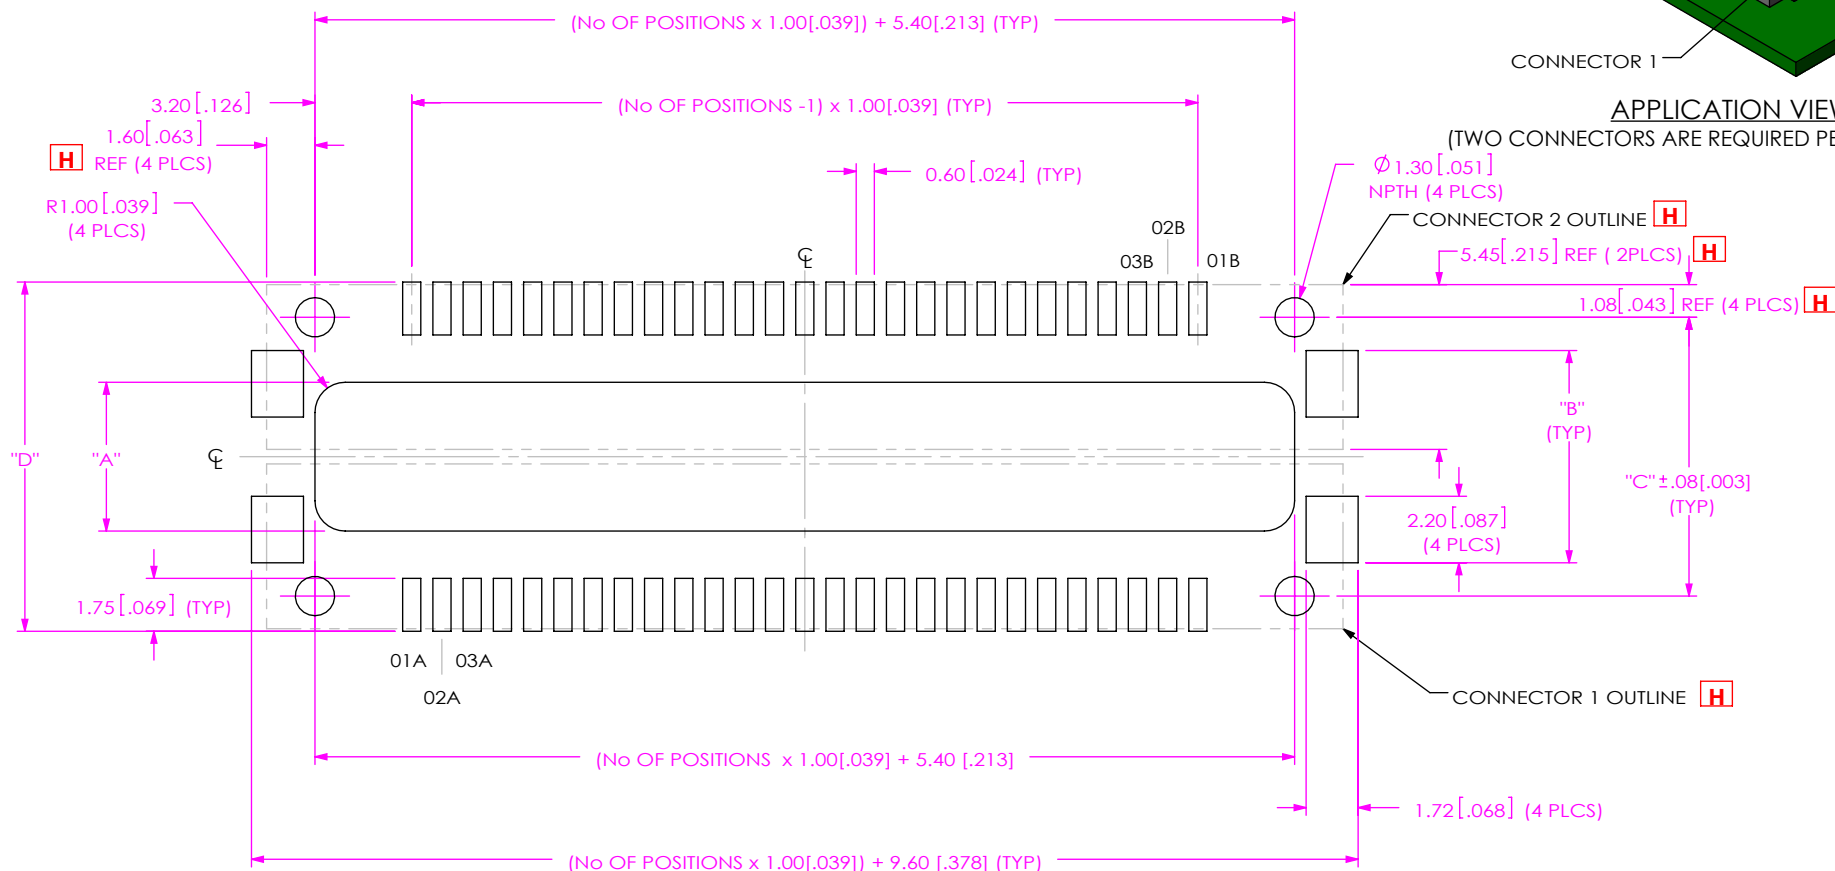 (No OF POSITIONS x 1.00[.039]) + 5.40[.213] (TYP)
CONNECTOR 1
3.20[.126]
(No OF POSITIONS -1) x 1.00[.039] (TYP)
APPLICATION VIEW
(TWO CONNECTORS ARE REQUIRED PE
1.60[.063]
H REF (4 PLCS)
0.60[.024] (TYP)
Ø1.30[.051]
NPTH (4 PLCS)
R1.00[.039]
(4 PLCS)
CONNECTOR 2 OUTLINE H
02B
03B
01B
5.45[.215] REF ( 2PLCS) H
1.08[.043] REF (4 PLCS) H
"D"
"A"
"B"
(TYP)
"C"±.08[.003]
(TYP)
2.20[.087]
(4 PLCS)
1.75[.069] (TYP)
01A
03A
02A
CONNECTOR 1 OUTLINE H
(No OF POSITIONS x 1.00[.039] + 5.40 [.213]
1.72[.068] (4 PLCS)
(No OF POSITIONS x 1.00[.039]) + 9.60 [.378] (TYP)